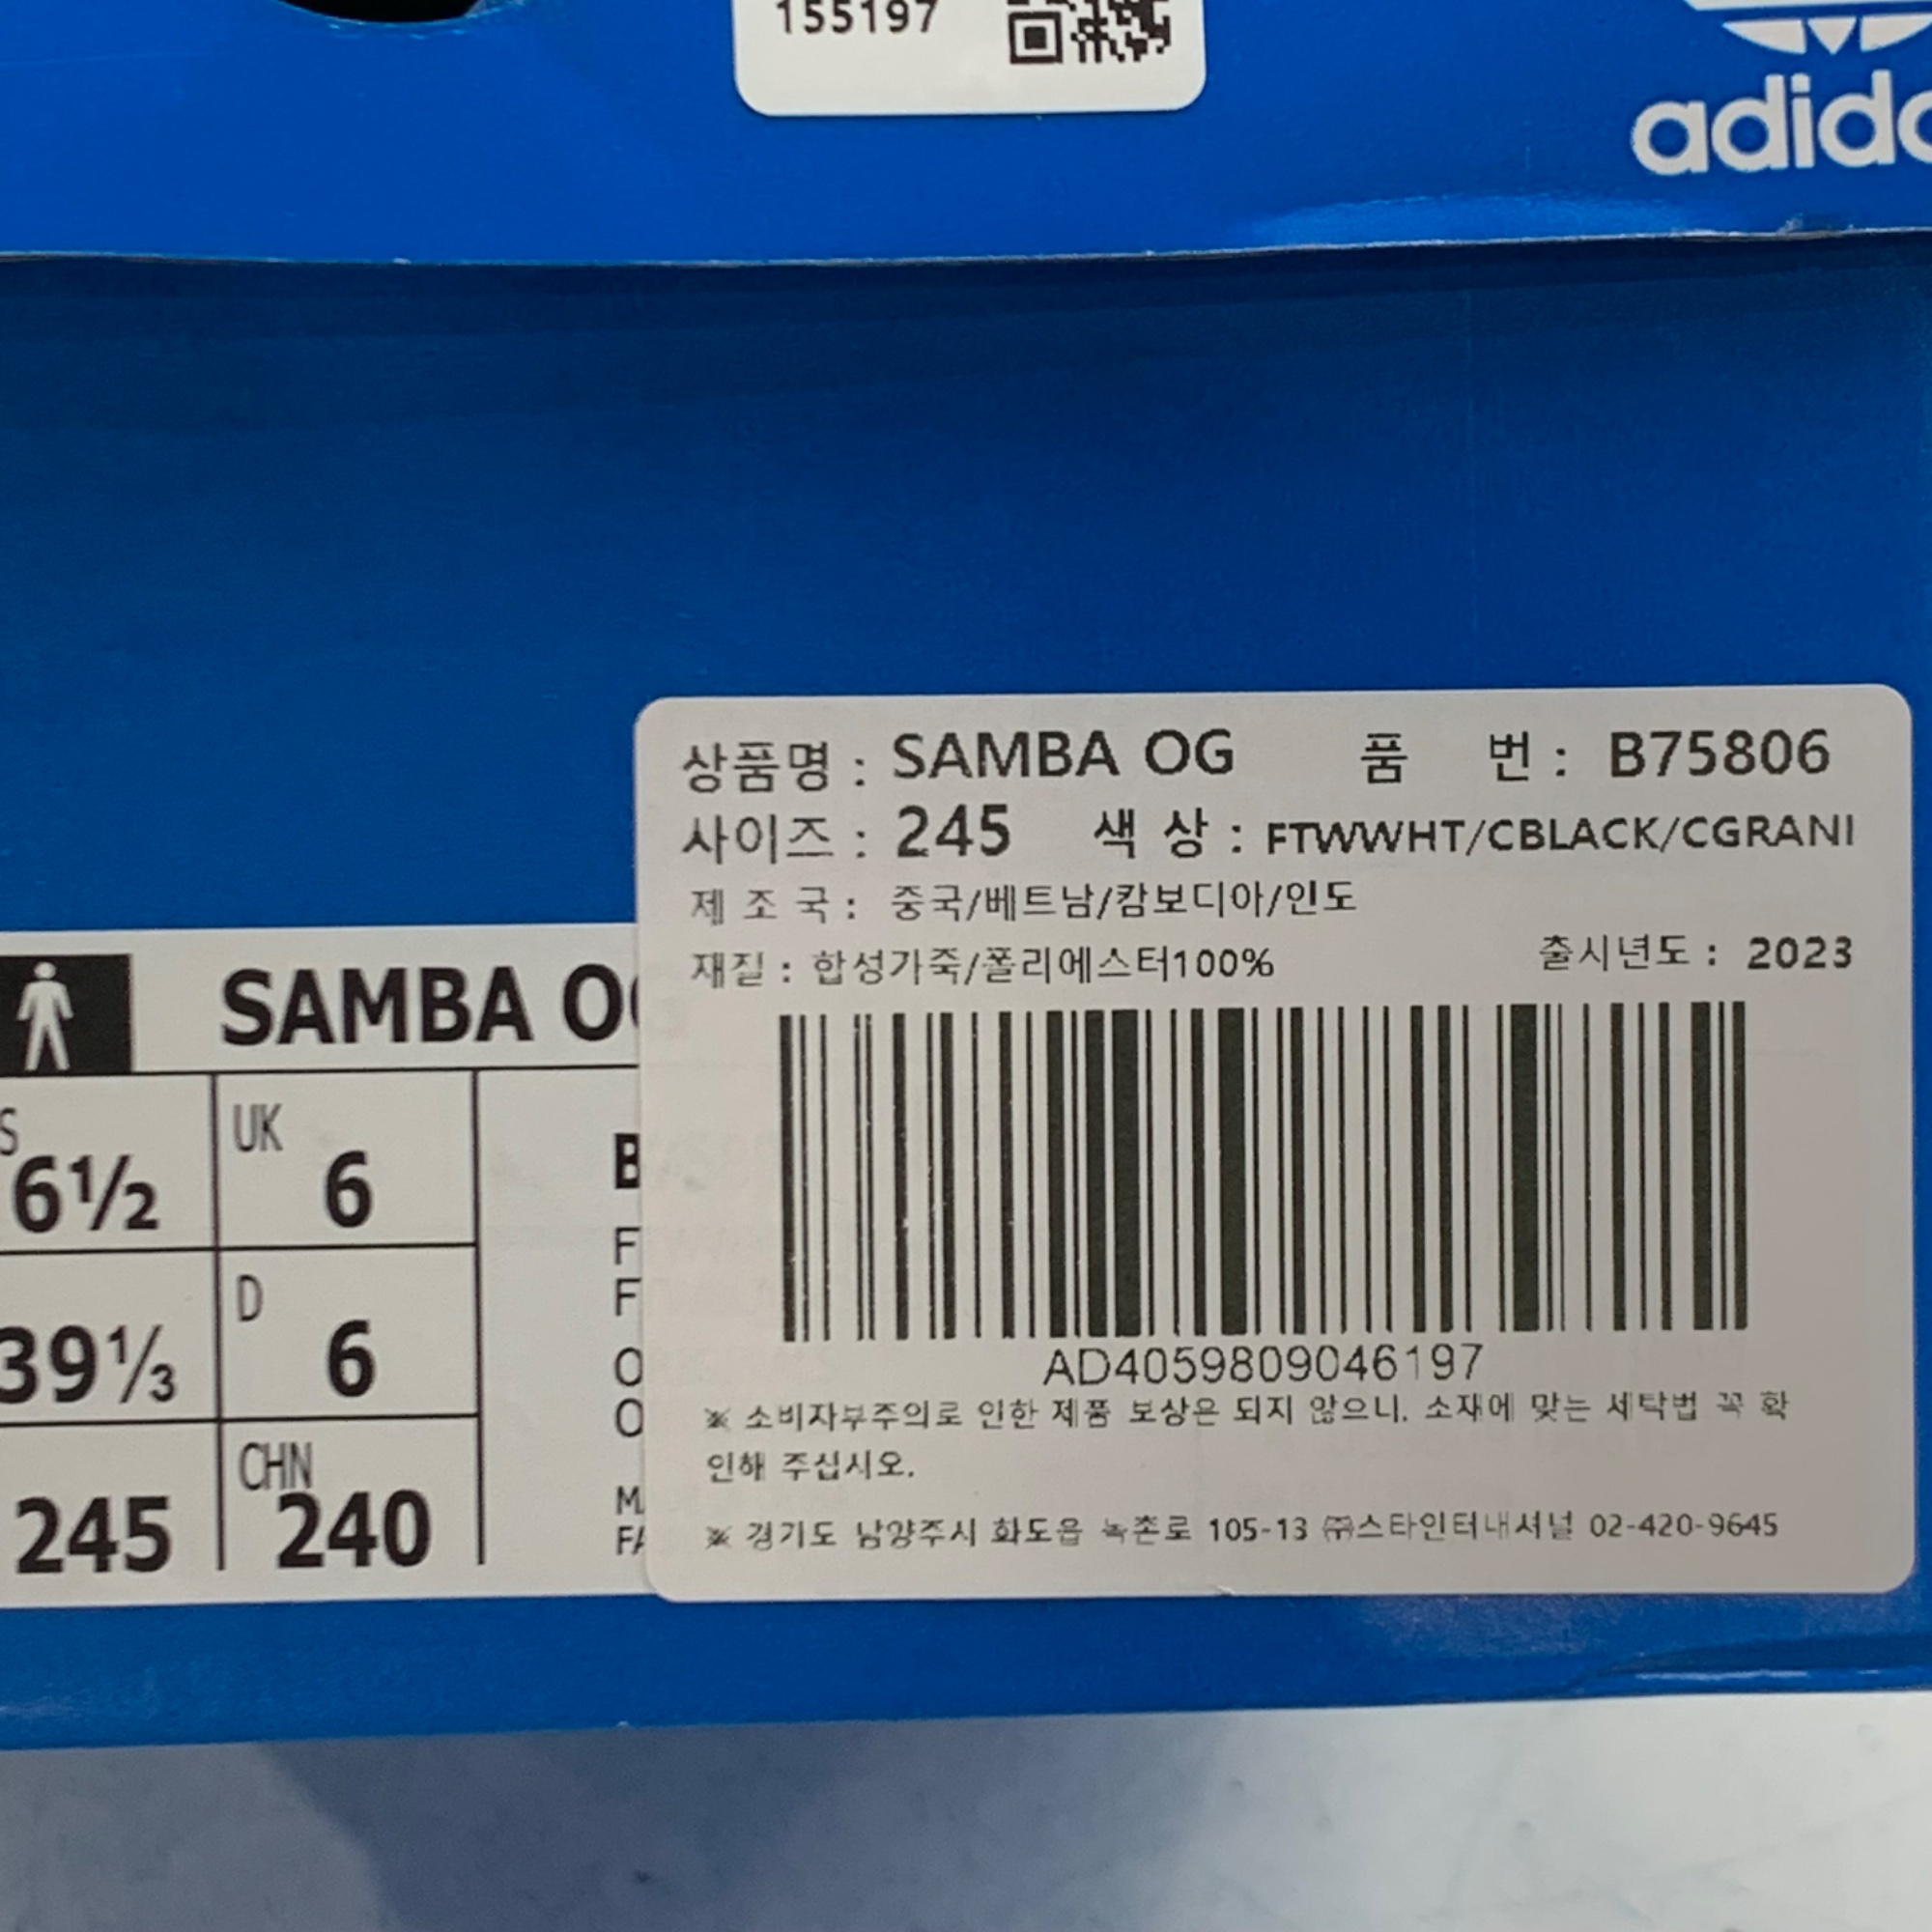 155197
adida
상품명 : SAMBA OG 품 번 : B75806
사이즈 : 245 색 상 : FTWWHT/CBLACK/CGRANI
제 조 국 : 중국/베트남/캄보디아/인도
재질 : 합성가죽/폴리에스터100% 출시년도 : 2023
AD4059809046197
※ 소비자부주의로 인한 제품 보상은 되지 않으니, 소재에 맞는 세탁법 꼭 확
인해 주십시오.
※ 경기도 남양주시 화도읍 녹촌로 105-13 ㈜스타인터내셔널 02-420-9645
SAMBA
S UK
6½ 6 B
F
D F
39⅓ 6 O
O
CHN
245 240